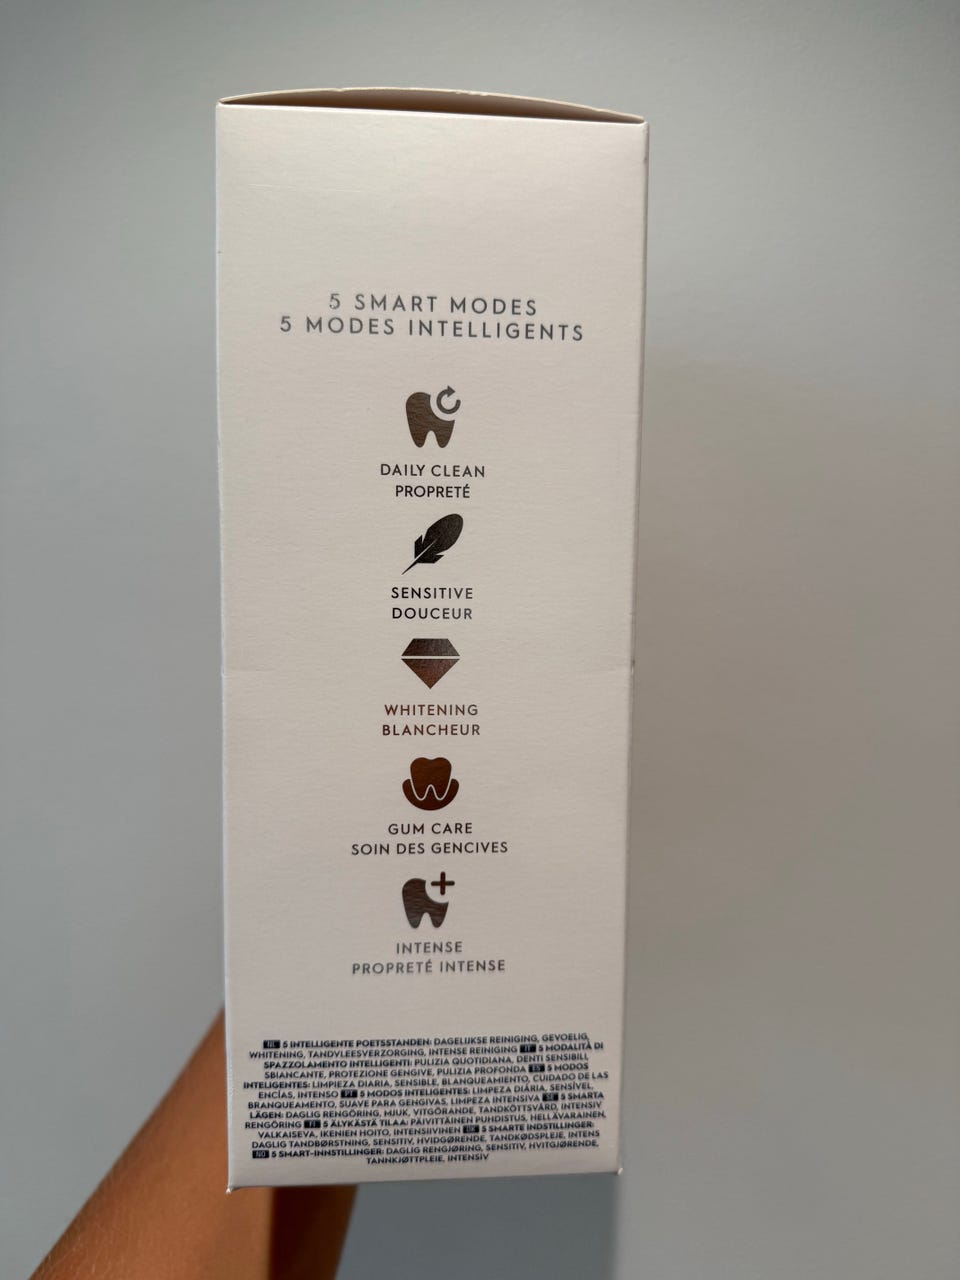 5 SMART MODES
5 MODES INTELLIGENTS
DAILY CLEAN
PROPRETÉ
SENSITIVE
DOUCEUR
WHITENING
BLANCHEUR
GUM CARE
SOIN DES GENCIVES
INTENSE
PROPRETÉ INTENSE
NL 5 INTELLIGENTE POETSSTANDEN: DAGELIJKSE REINIGING, GEVOELIG,
WHITENING, TANDVLEESVERZORGING, INTENSE REINIGING IT 5 MODALITÀ DI
SPAZZOLAMENTO INTELLIGENTI: PULIZIA QUOTIDIANA, DENTI SENSIBILI,
SBIANCANTE, PROTEZIONE GENGIVE, PULIZIA PROFONDA ES 5 MODOS
INTELIGENTES: LIMPIEZA DIARIA, SENSIBLE, BLANQUEAMIENTO, CUIDADO DE LAS
ENCÍAS, INTENSO PT 5 MODOS INTELIGENTES: LIMPEZA DIÁRIA, SENSÍVEL,
BRANQUEAMENTO, SUAVE PARA GENGIVAS, LIMPEZA INTENSIVA SE 5 SMARTA
LÄGEN: DAGLIG RENGÖRING, MJUK, VITGÖRANDE, TANDKÖTTSVÅRD, INTENSIV
RENGÖRING FI 5 ÄLYKÄSTÄ TILAA: PÄIVITTÄINEN PUHDISTUS, HELLÄVARAINEN,
VALKAISEVA, IKENIEN HOITO, INTENSIIVINEN DK 5 SMARTE INDSTILLINGER:
DAGLIG TANDBØRSTNING, SENSITIV, HVIDGØRENDE, TANDKØDSPLEJE, INTENS
NO 5 SMART-INNSTILLINGER: DAGLIG RENGJØRING, SENSITIV, HVITGJØRENDE,
TANNKJØTTPLEIE, INTENSIV